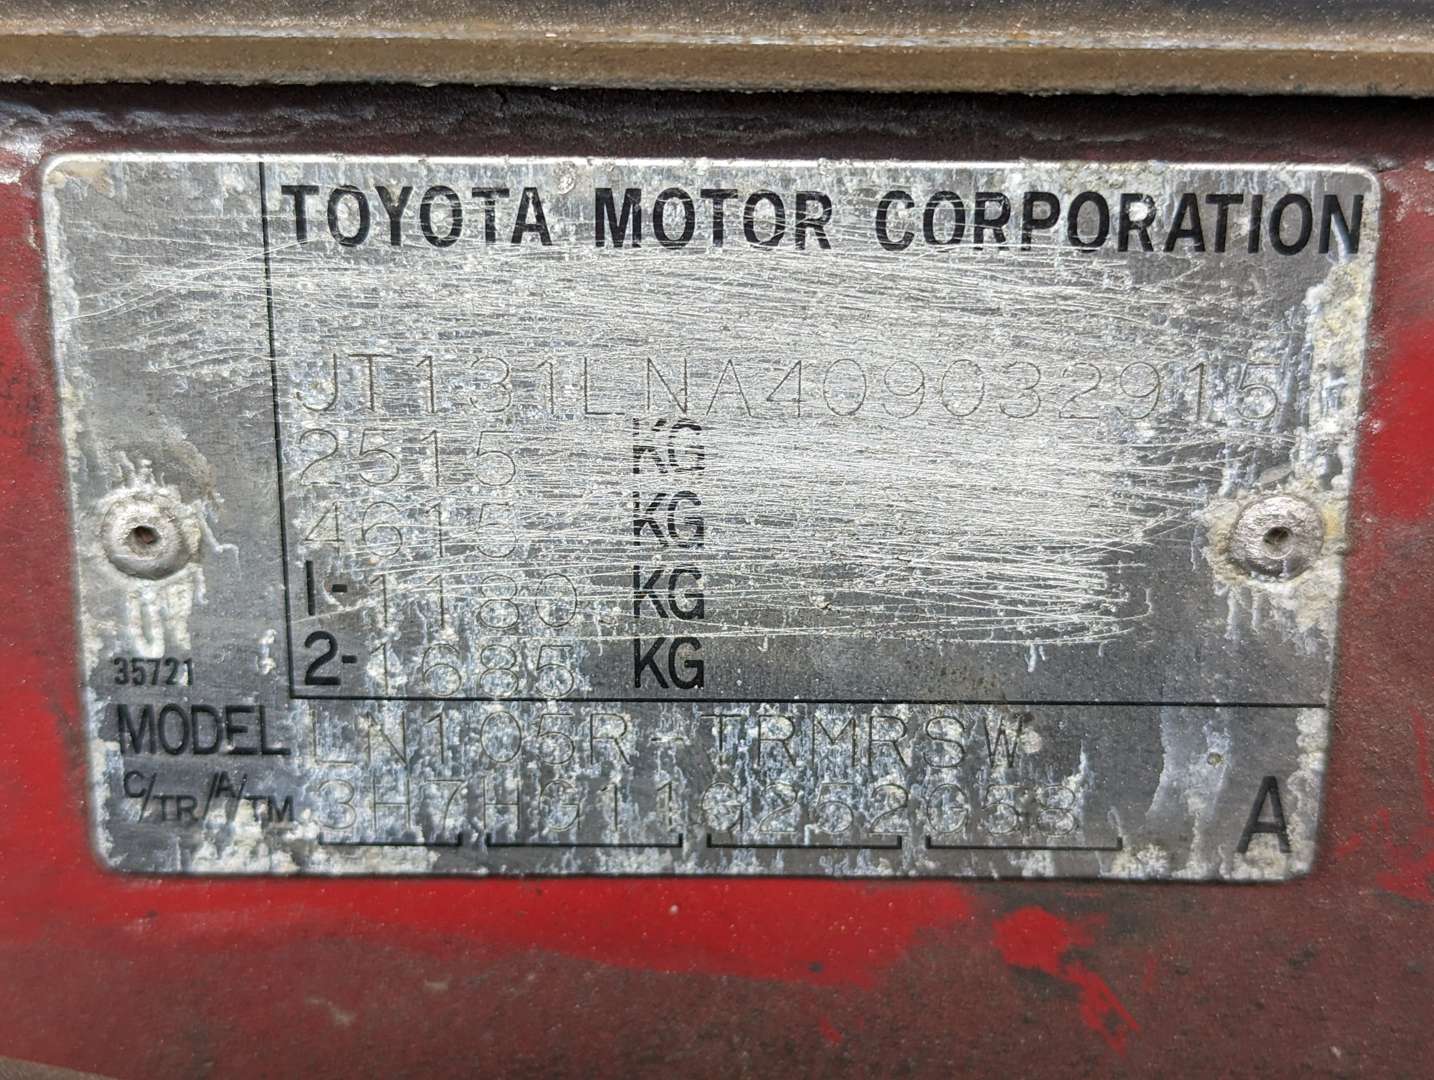 TOYOTA MOTOR CORPORATION
JT131LNA409032915
2515 KG
4615 KG
1- 1180 KG
2- 1685 KG
35721
MODEL LN105R-TRMRSW
C/TR/A/TM 3H7HG11G252G53 A